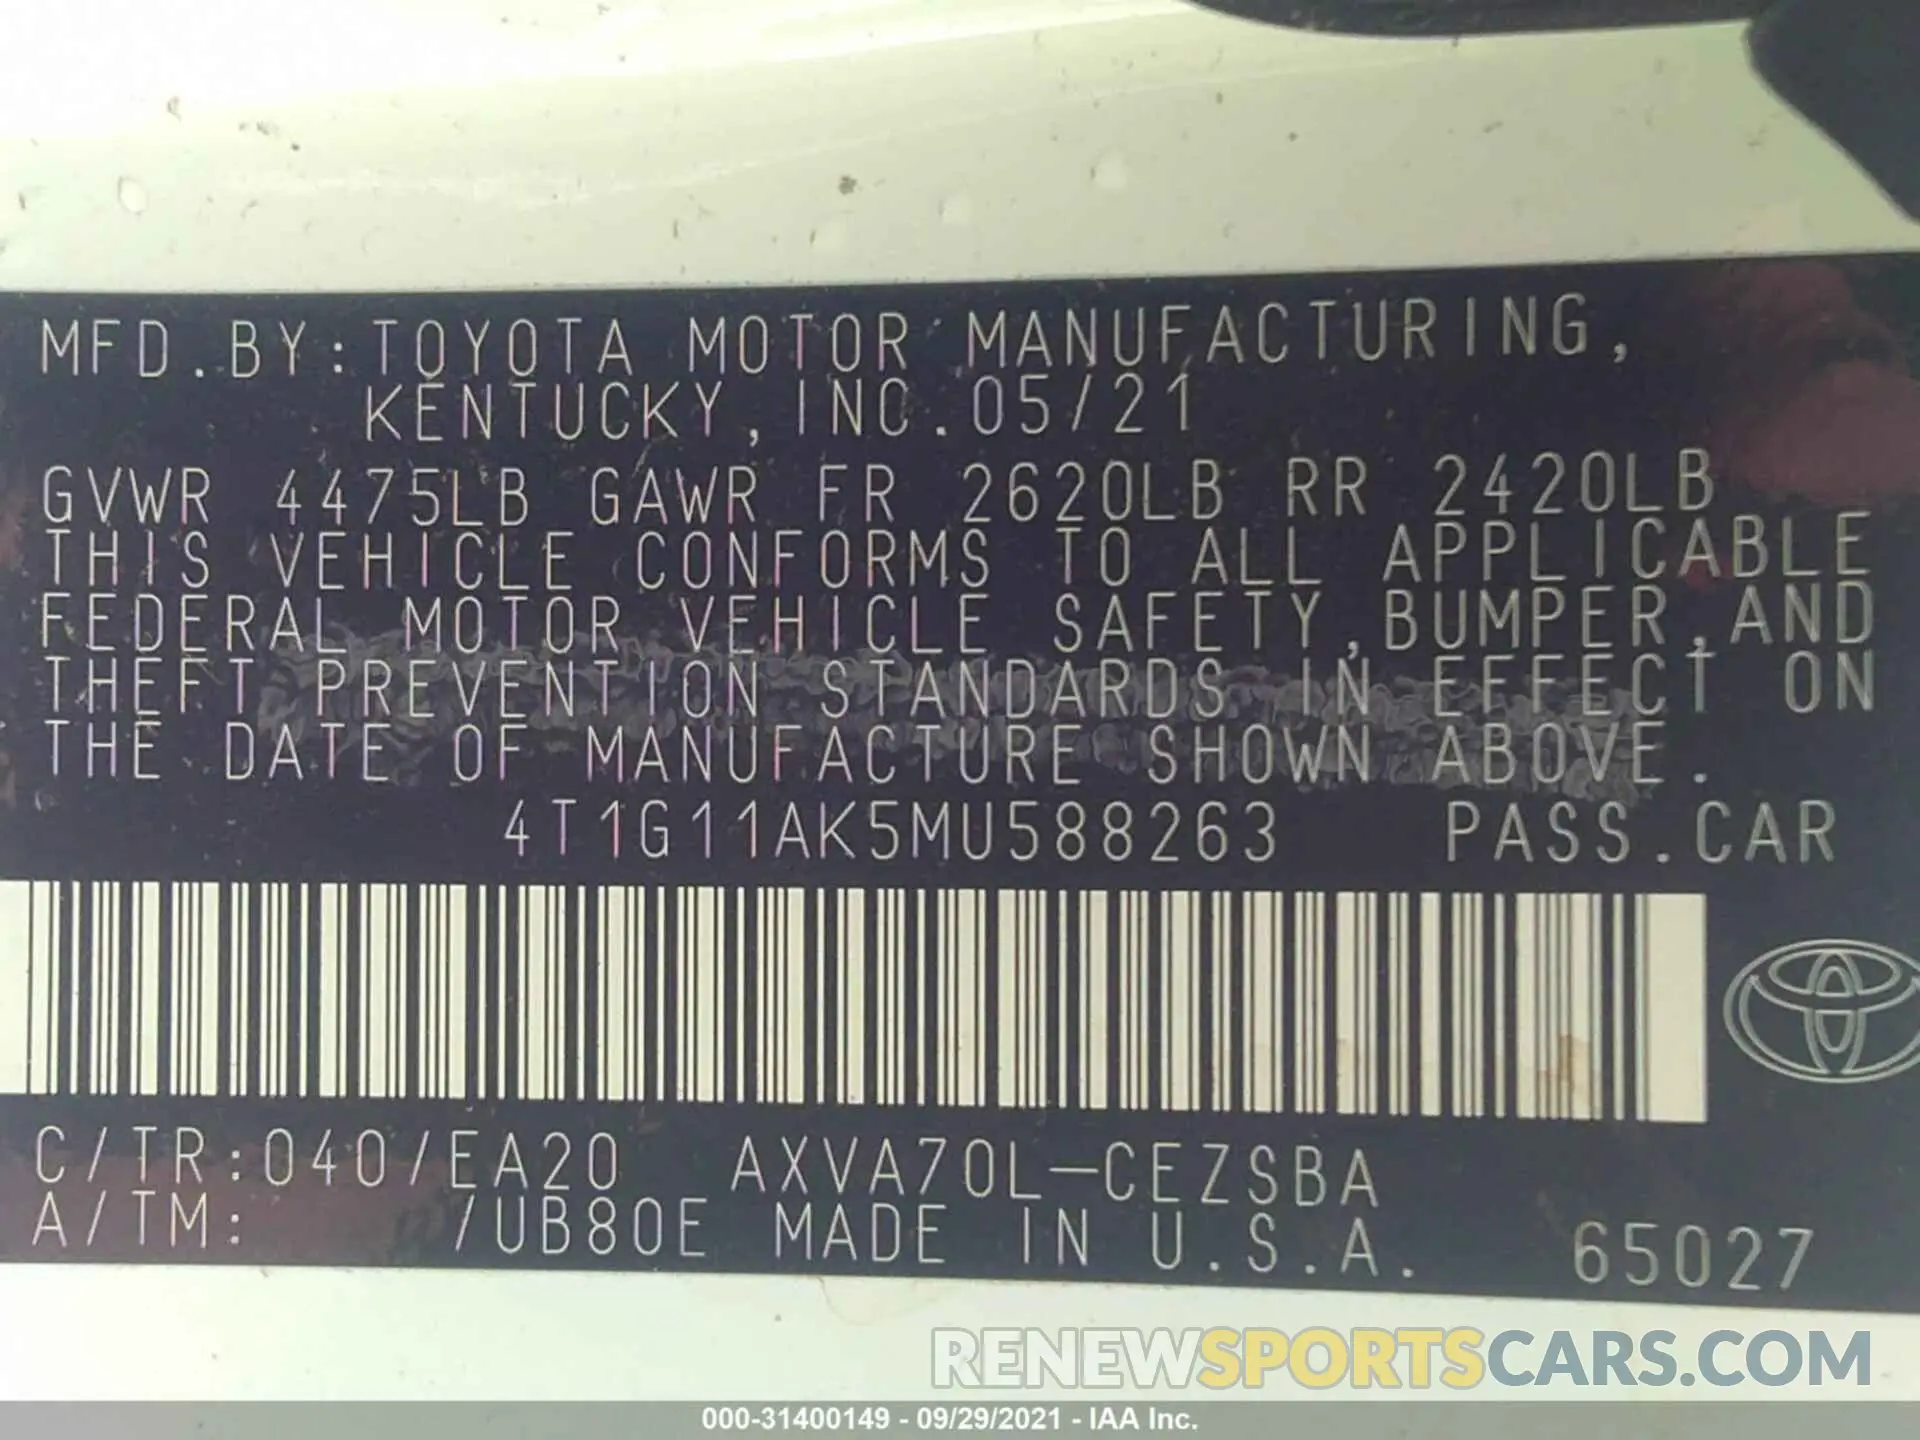 MFD.BY:TOYOTA MOTOR MANUFACTURING,
KENTUCKY,INC.05/21
GVWR 4475LB GAWR FR 2620LB RR 2420LB
THIS VEHICLE CONFORMS TO ALL APPLICABLE
FEDERAL MOTOR VEHICLE SAFETY,BUMPER,AND
THEFT PREVENTION STANDARDS IN EFFECT ON
THE DATE OF MANUFACTURE SHOWN ABOVE.
4T1G11AK5MU588263 PASS.CAR
C/TR:040/EA20 AXVA70L-CEZSBA
A/TM: /UB80E MADE IN U.S.A. 65027
RENEWSPORTSCARS.COM
000-31400149 - 09/29/2021 - IAA Inc.